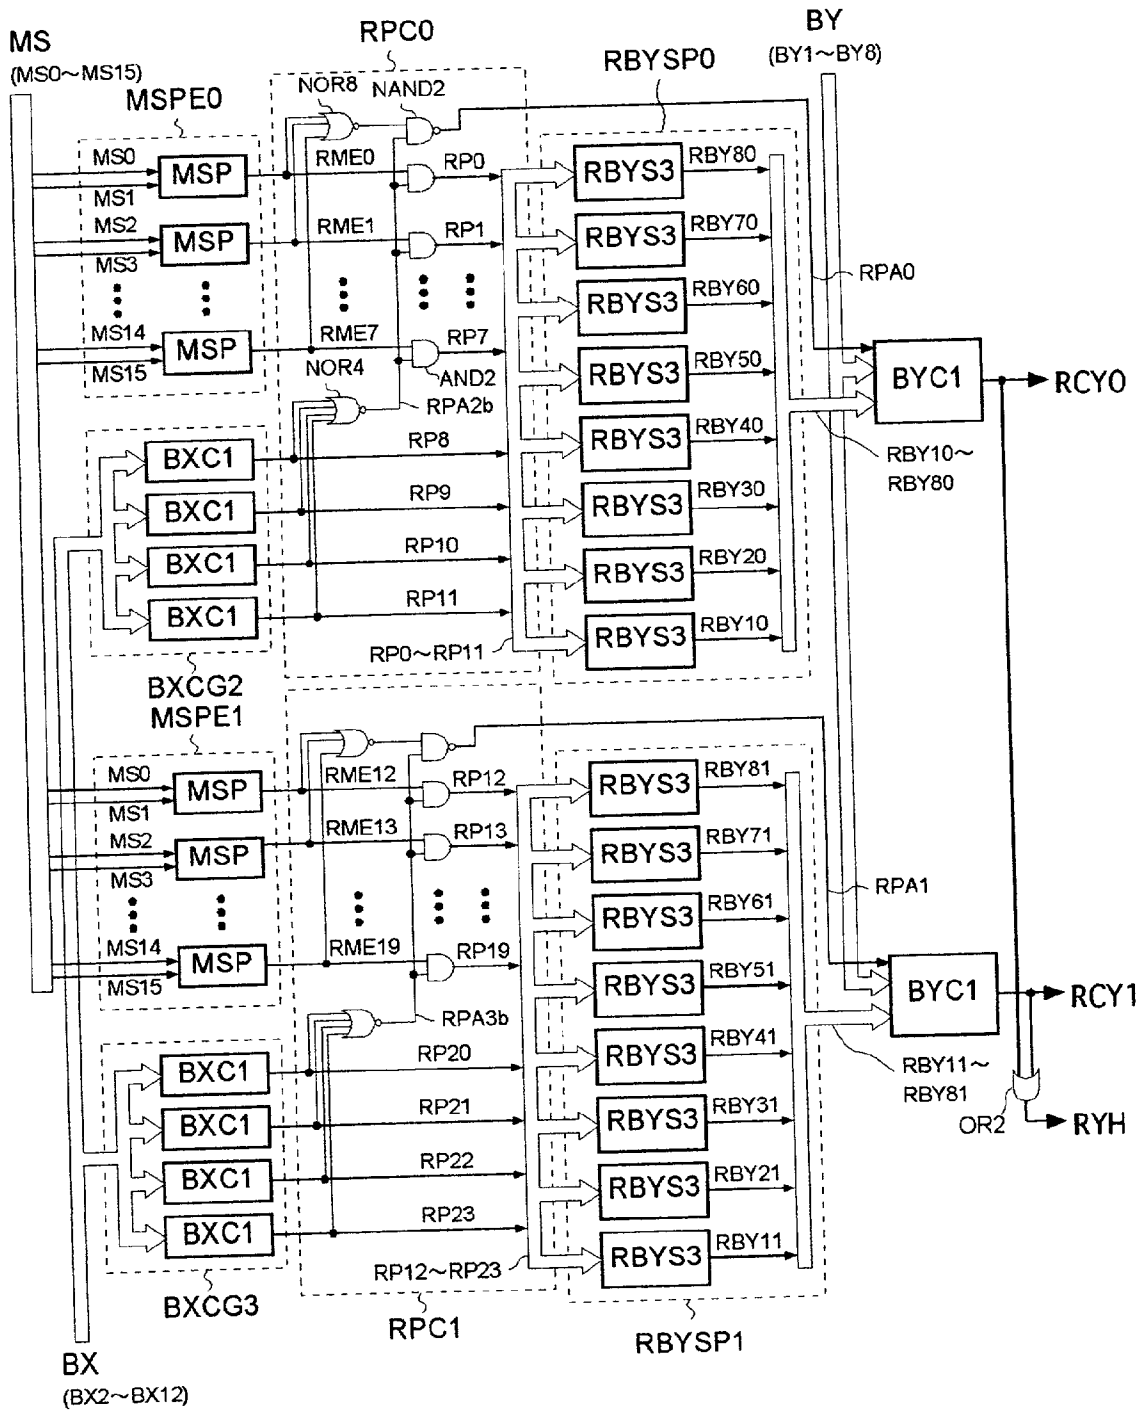 MS
(MS0~MS15)
RPC0
BY
(BY1~BY8)
RBYSP0
MSPE0
NOR8
NAND2
MS0
MSP
RME0
RP0
RBYS3
RBY80
MS1
MS2
MSP
RME1
RP1
RBYS3
RBY70
MS3
RPA0
RBYS3
RBY60
MS14
MSP
RME7
RP7
RBYS3
RBY50
MS15
NOR4
AND2
BYC1
RCY0
RPA2b
BXC1
RP8
RBYS3
RBY40
RBY10~
RBY80
BXC1
RP9
RBYS3
RBY30
BXC1
RP10
RBYS3
RBY20
BXC1
RP11
RBYS3
RBY10
RP0~RP11
BXCG2
MSPE1
MS0
MSP
RME12
RP12
RBYS3
RBY81
MS1
MS2
MSP
RME13
RP13
RBYS3
RBY71
MS3
RPA1
RBYS3
RBY61
MS14
MSP
RME19
RP19
RBYS3
RBY51
MS15
BYC1
RCY1
RPA3b
BXC1
RP20
RBYS3
RBY41
RBY11~
RBY81
BXC1
RP21
RBYS3
RBY31
OR2
RYH
BXC1
RP22
RBYS3
RBY21
BXC1
RP23
RBYS3
RBY11
RP12~RP23
BXCG3
RPC1
RBYSP1
BX
(BX2~BX12)